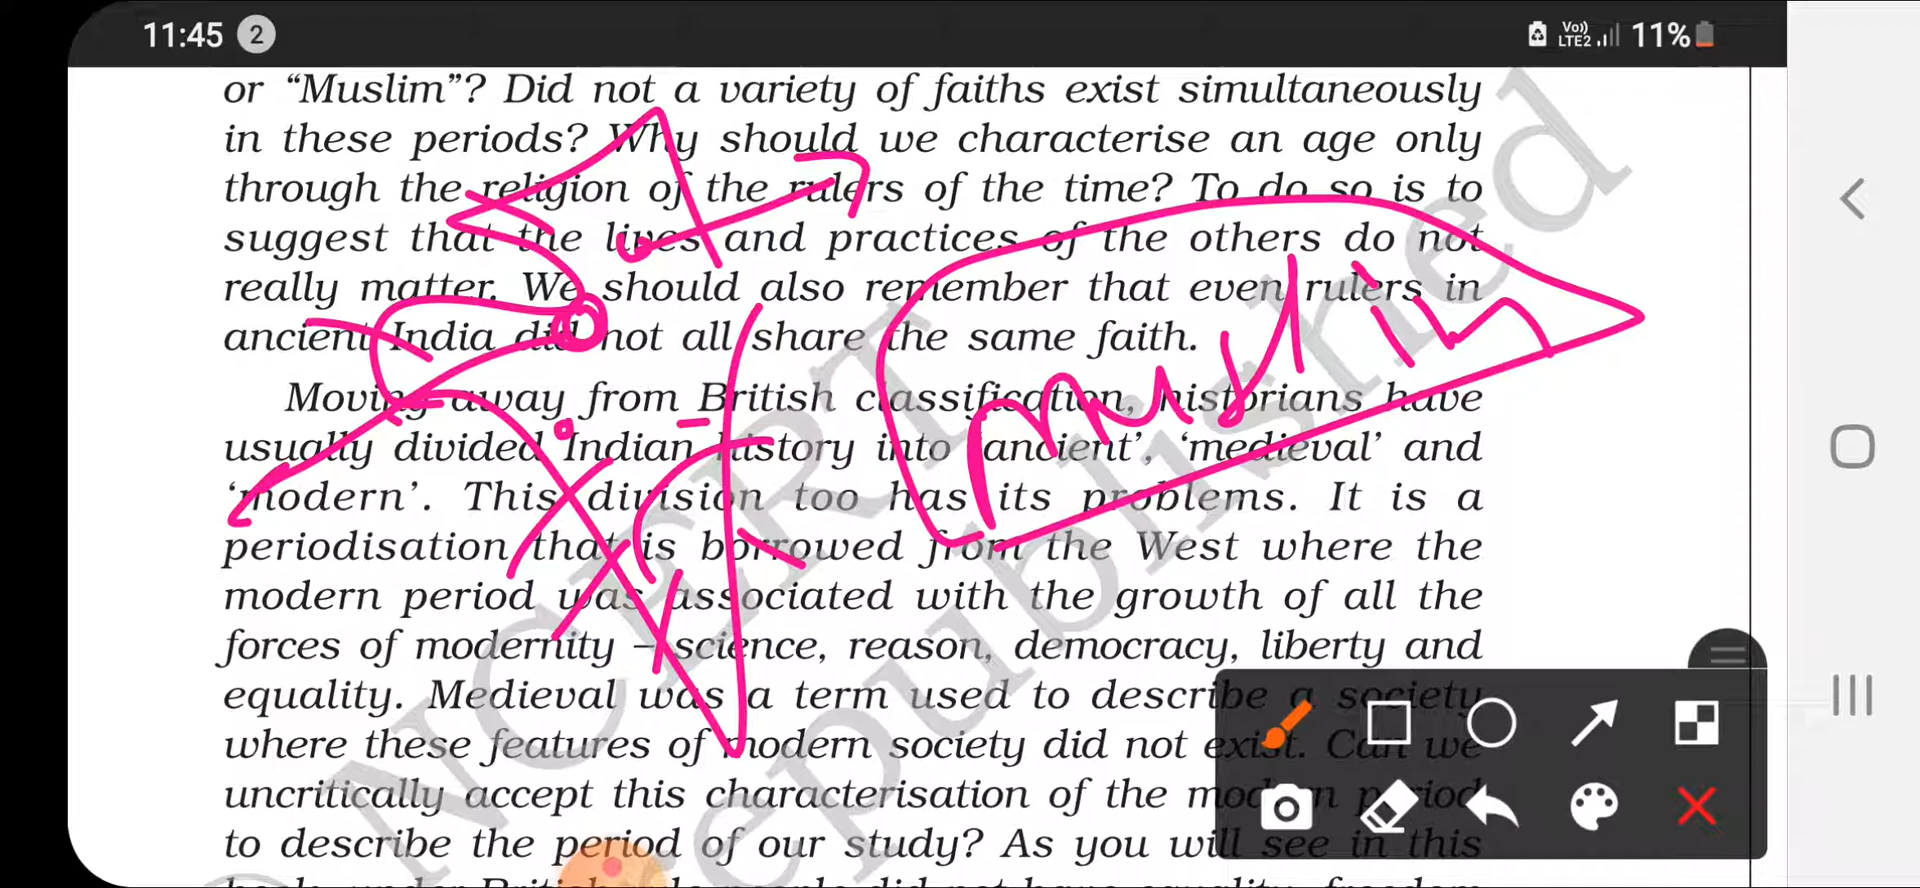 11:45 2 Vo)) LTE2 11%
or “Muslim”? Did not a variety of faiths exist simultaneously
in these periods? Why should we characterise an age only
through the religion of the rulers of the time? To do so is to
suggest that the lives and practices of the others do not
really matter. We should also remember that even rulers in
ancient India did not all share the same faith.
Moving away from British classification, historians have
usually divided Indian history into ‘ancient’, ‘medieval’ and
‘modern’. This division too has its problems. It is a
periodisation that is borrowed from the West where the
modern period was associated with the growth of all the
forces of modernity – science, reason, democracy, liberty and
equality. Medieval was a term used to describe a society
where these features of modern society did not exist. Can we
uncritically accept this characterisation of the modern period
to describe the period of our study? As you will see in this
muslim
© NCERT
republished